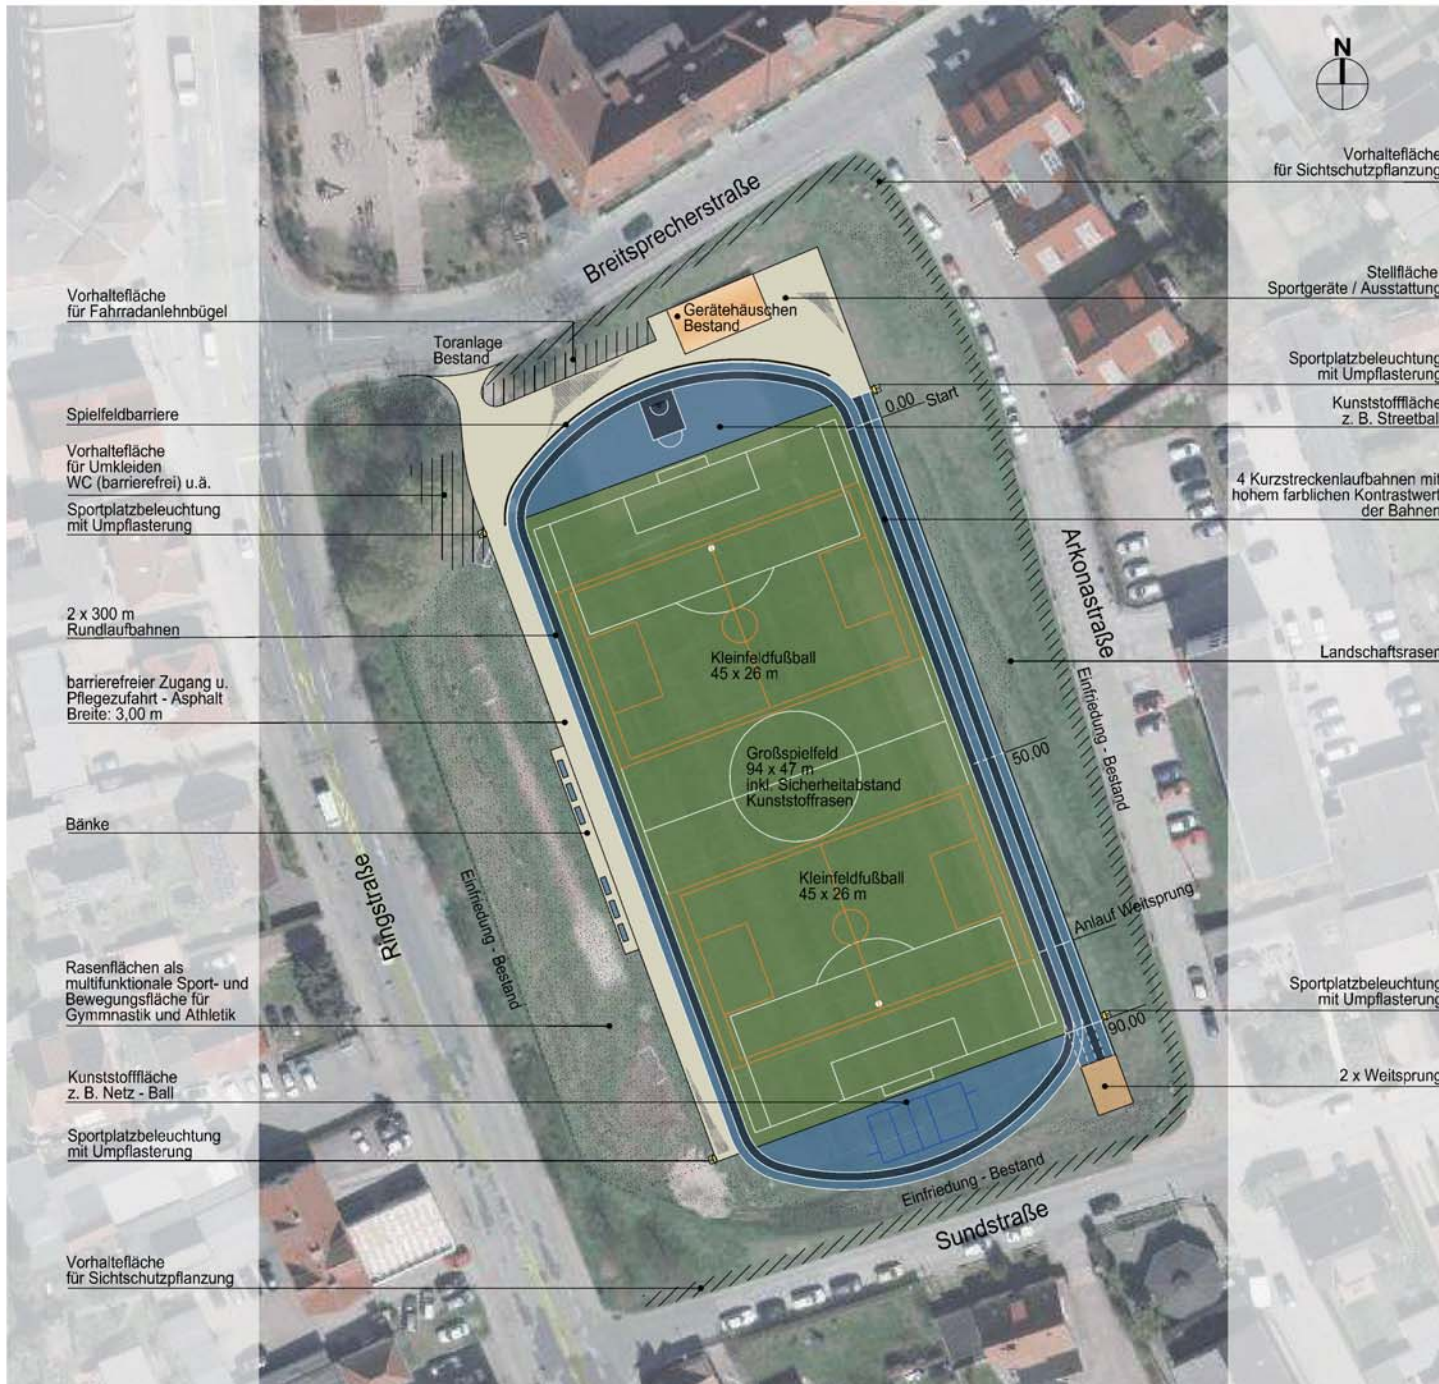 N
Vorhaltefläche
für Sichtschutzpflanzung
Breitsprecherstraße
Stellfläche
Sportgeräte / Ausstattung
Vorhaltefläche
für Fahrradanlehnbügel
Gerätehäuschen
Bestand
Toranlage
Bestand
Sportplatzbeleuchtung
mit Umpflasterung
0,00 Start
Kunststofffläche
z. B. Streetbal
Spielfeldbarriere
Vorhaltefläche
für Umkleiden
WC (barrierefrei) u.ä.
4 Kurzstreckenlaufbahnen mit
hohem farblichen Kontrastwert
der Bahnen
Sportplatzbeleuchtung
mit Umpflasterung
Arkonastraße
2 x 300 m
Rundlaufbahnen
Kleinfeldfußball
45 x 26 m
Landschaftsrasen
barrierefreier Zugang u.
Pflegezufahrt - Asphalt
Breite: 3,00 m
Einfriedung - Bestand
Großspielfeld
94 x 47 m
inkl. Sicherheitabstand
Kunststoffrasen
50,00
Bänke
Ringstraße
Einfriedung - Bestand
Kleinfeldfußball
45 x 26 m
Anlauf Weitsprung
Rasenflächen als
multifunktionale Sport- und
Bewegungsfläche für
Gymmnastik und Athletik
Sportplatzbeleuchtung
mit Umpflasterung
90,00
Kunststofffläche
z. B. Netz - Ball
2 x Weitsprung
Sportplatzbeleuchtung
mit Umpflasterung
Einfriedung - Bestand
Sundstraße
Vorhaltefläche
für Sichtschutzpflanzung